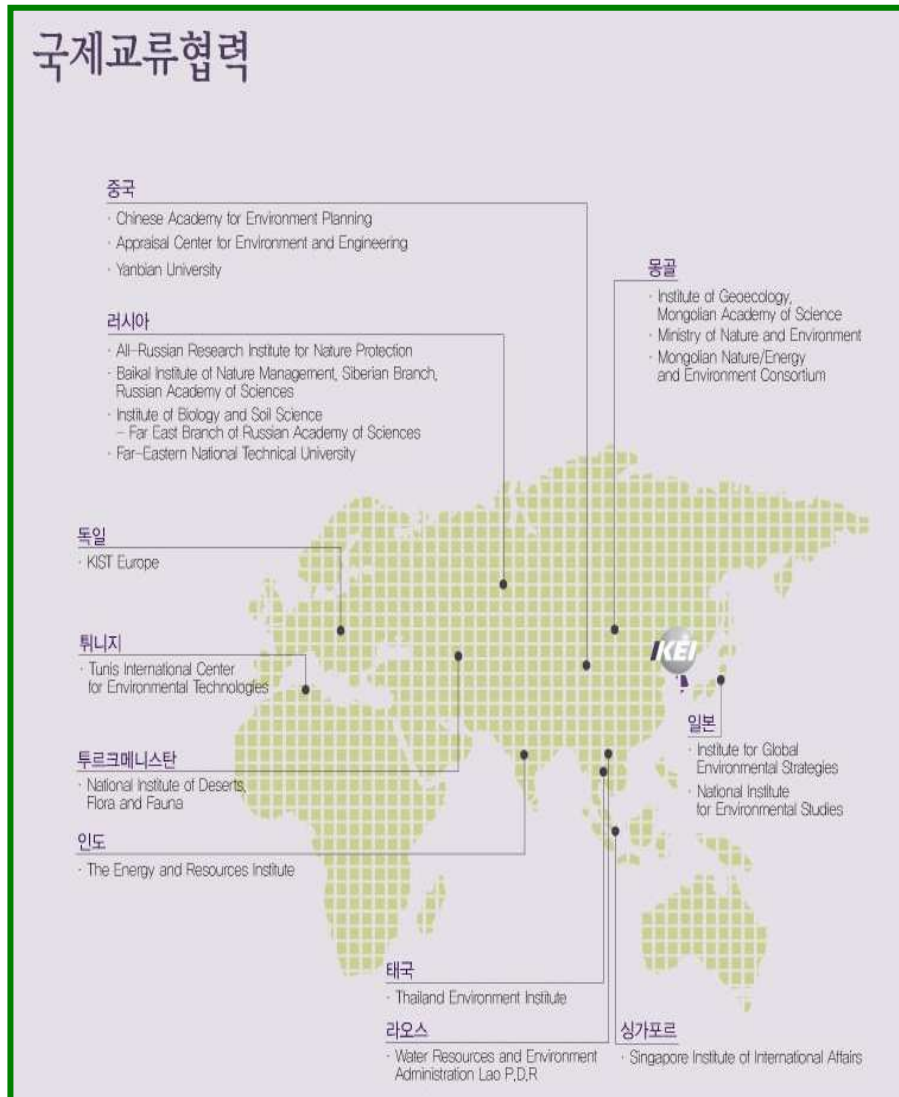 국제교류협력
중국
· Chinese Academy for Environment Planning
· Appraisal Center for Environment and Engineering
· Yanbian University
러시아
· All-Russian Research Institute for Nature Protection
· Baikal Institute of Nature Management, Siberian Branch,
Russian Academy of Sciences
· Institute of Biology and Soil Science
- Far East Branch of Russian Academy of Sciences
· Far-Eastern National Technical University
몽골
· Institute of Geoecology,
Mongolian Academy of Science
· Ministry of Nature and Environment
· Mongolian Nature/Energy
and Environment Consortium
독일
· KIST Europe
튀니지
· Tunis International Center
for Environmental Technologies
KEI
일본
· Institute for Global
Environmental Strategies
· National Institute
for Environmental Studies
투르크메니스탄
· National Institute of Deserts,
Flora and Fauna
인도
· The Energy and Resources Institute
태국
· Thailand Environment Institute
라오스
· Water Resources and Environment
Administration Lao P.D.R
싱가포르
· Singapore Institute of International Affairs